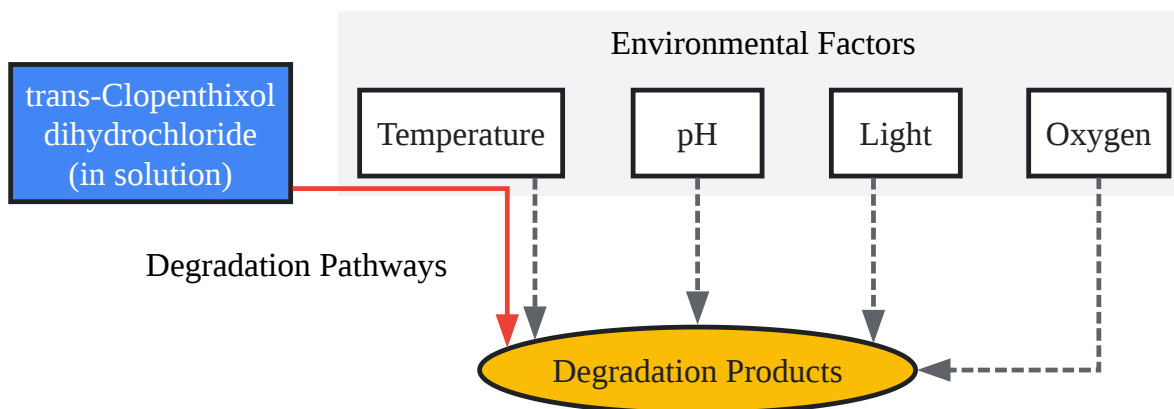 Environmental Factors
trans-Clopenthixol
dihydrochloride
(in solution)
Temperature
pH
Light
Oxygen
Degradation Pathways
Degradation Products